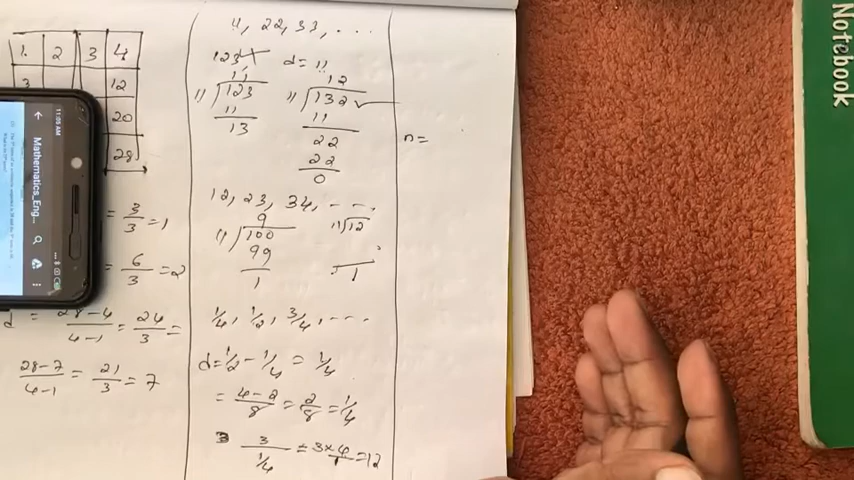 1. 2 3 4
3 12
20
28
11:09 AM
Mathematics_Eng
= 3/3 = 1
= 6/3 = 2
d = 28-4/4-1 = 24/3 =
28-7/4-1 = 21/3 = 7
11, 22, 33, ....
123 d = 11
11
11)123
11
13
12
11)132 ✓
11
22
22
0
12, 23, 34, ....
9
11)100
99
1
11)12
1
1/4, 1/2, 3/4, ...
d = 1/2 - 1/4 = 1/4
= 4-2/8 = 2/8 = 1/4
3/1/4 = 3×4/1 = 12
n =
Notebook